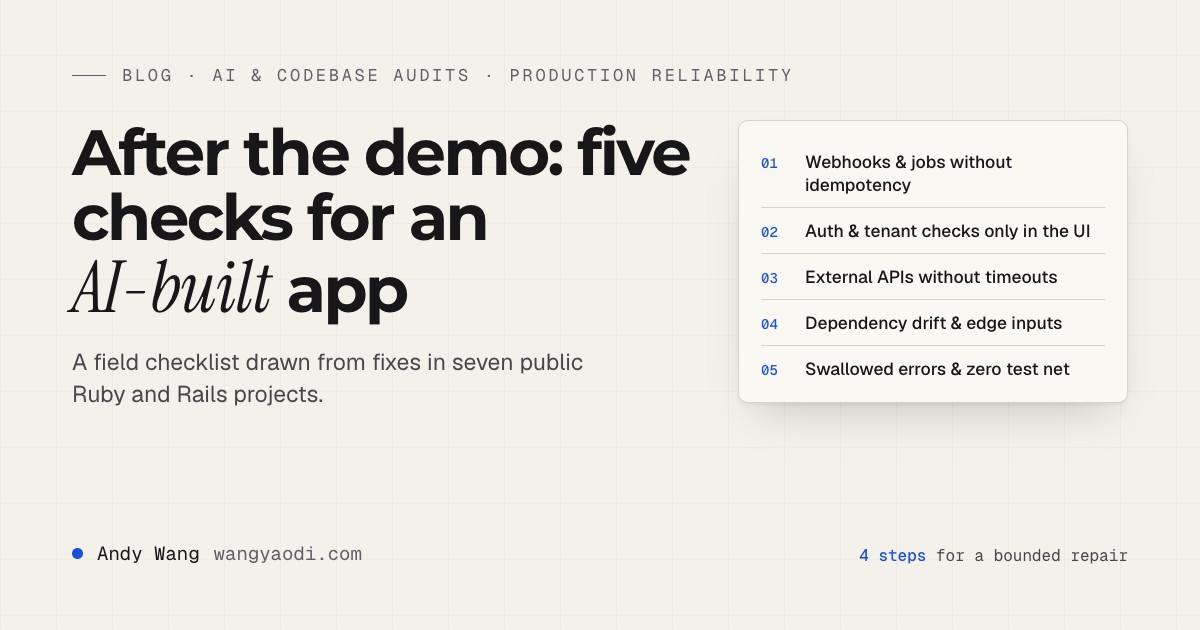 BLOG · AI & CODEBASE AUDITS · PRODUCTION RELIABILITY
After the demo: five
checks for an
AI-built app
A field checklist drawn from fixes in seven public
Ruby and Rails projects.
01 Webhooks & jobs without
idempotency
02 Auth & tenant checks only in the UI
03 External APIs without timeouts
04 Dependency drift & edge inputs
05 Swallowed errors & zero test net
Andy Wang wangyaodi.com
4 steps for a bounded repair